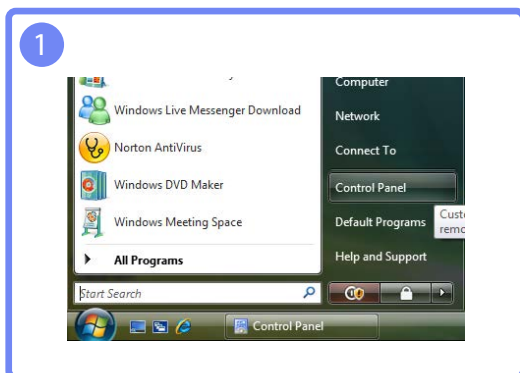 1
Computer
Windows Live Messenger Download
Network
Norton AntiVirus
Connect To
Windows DVD Maker
Control Panel
Windows Meeting Space
Default Programs
All Programs
Help and Support
Start Search
Control Panel